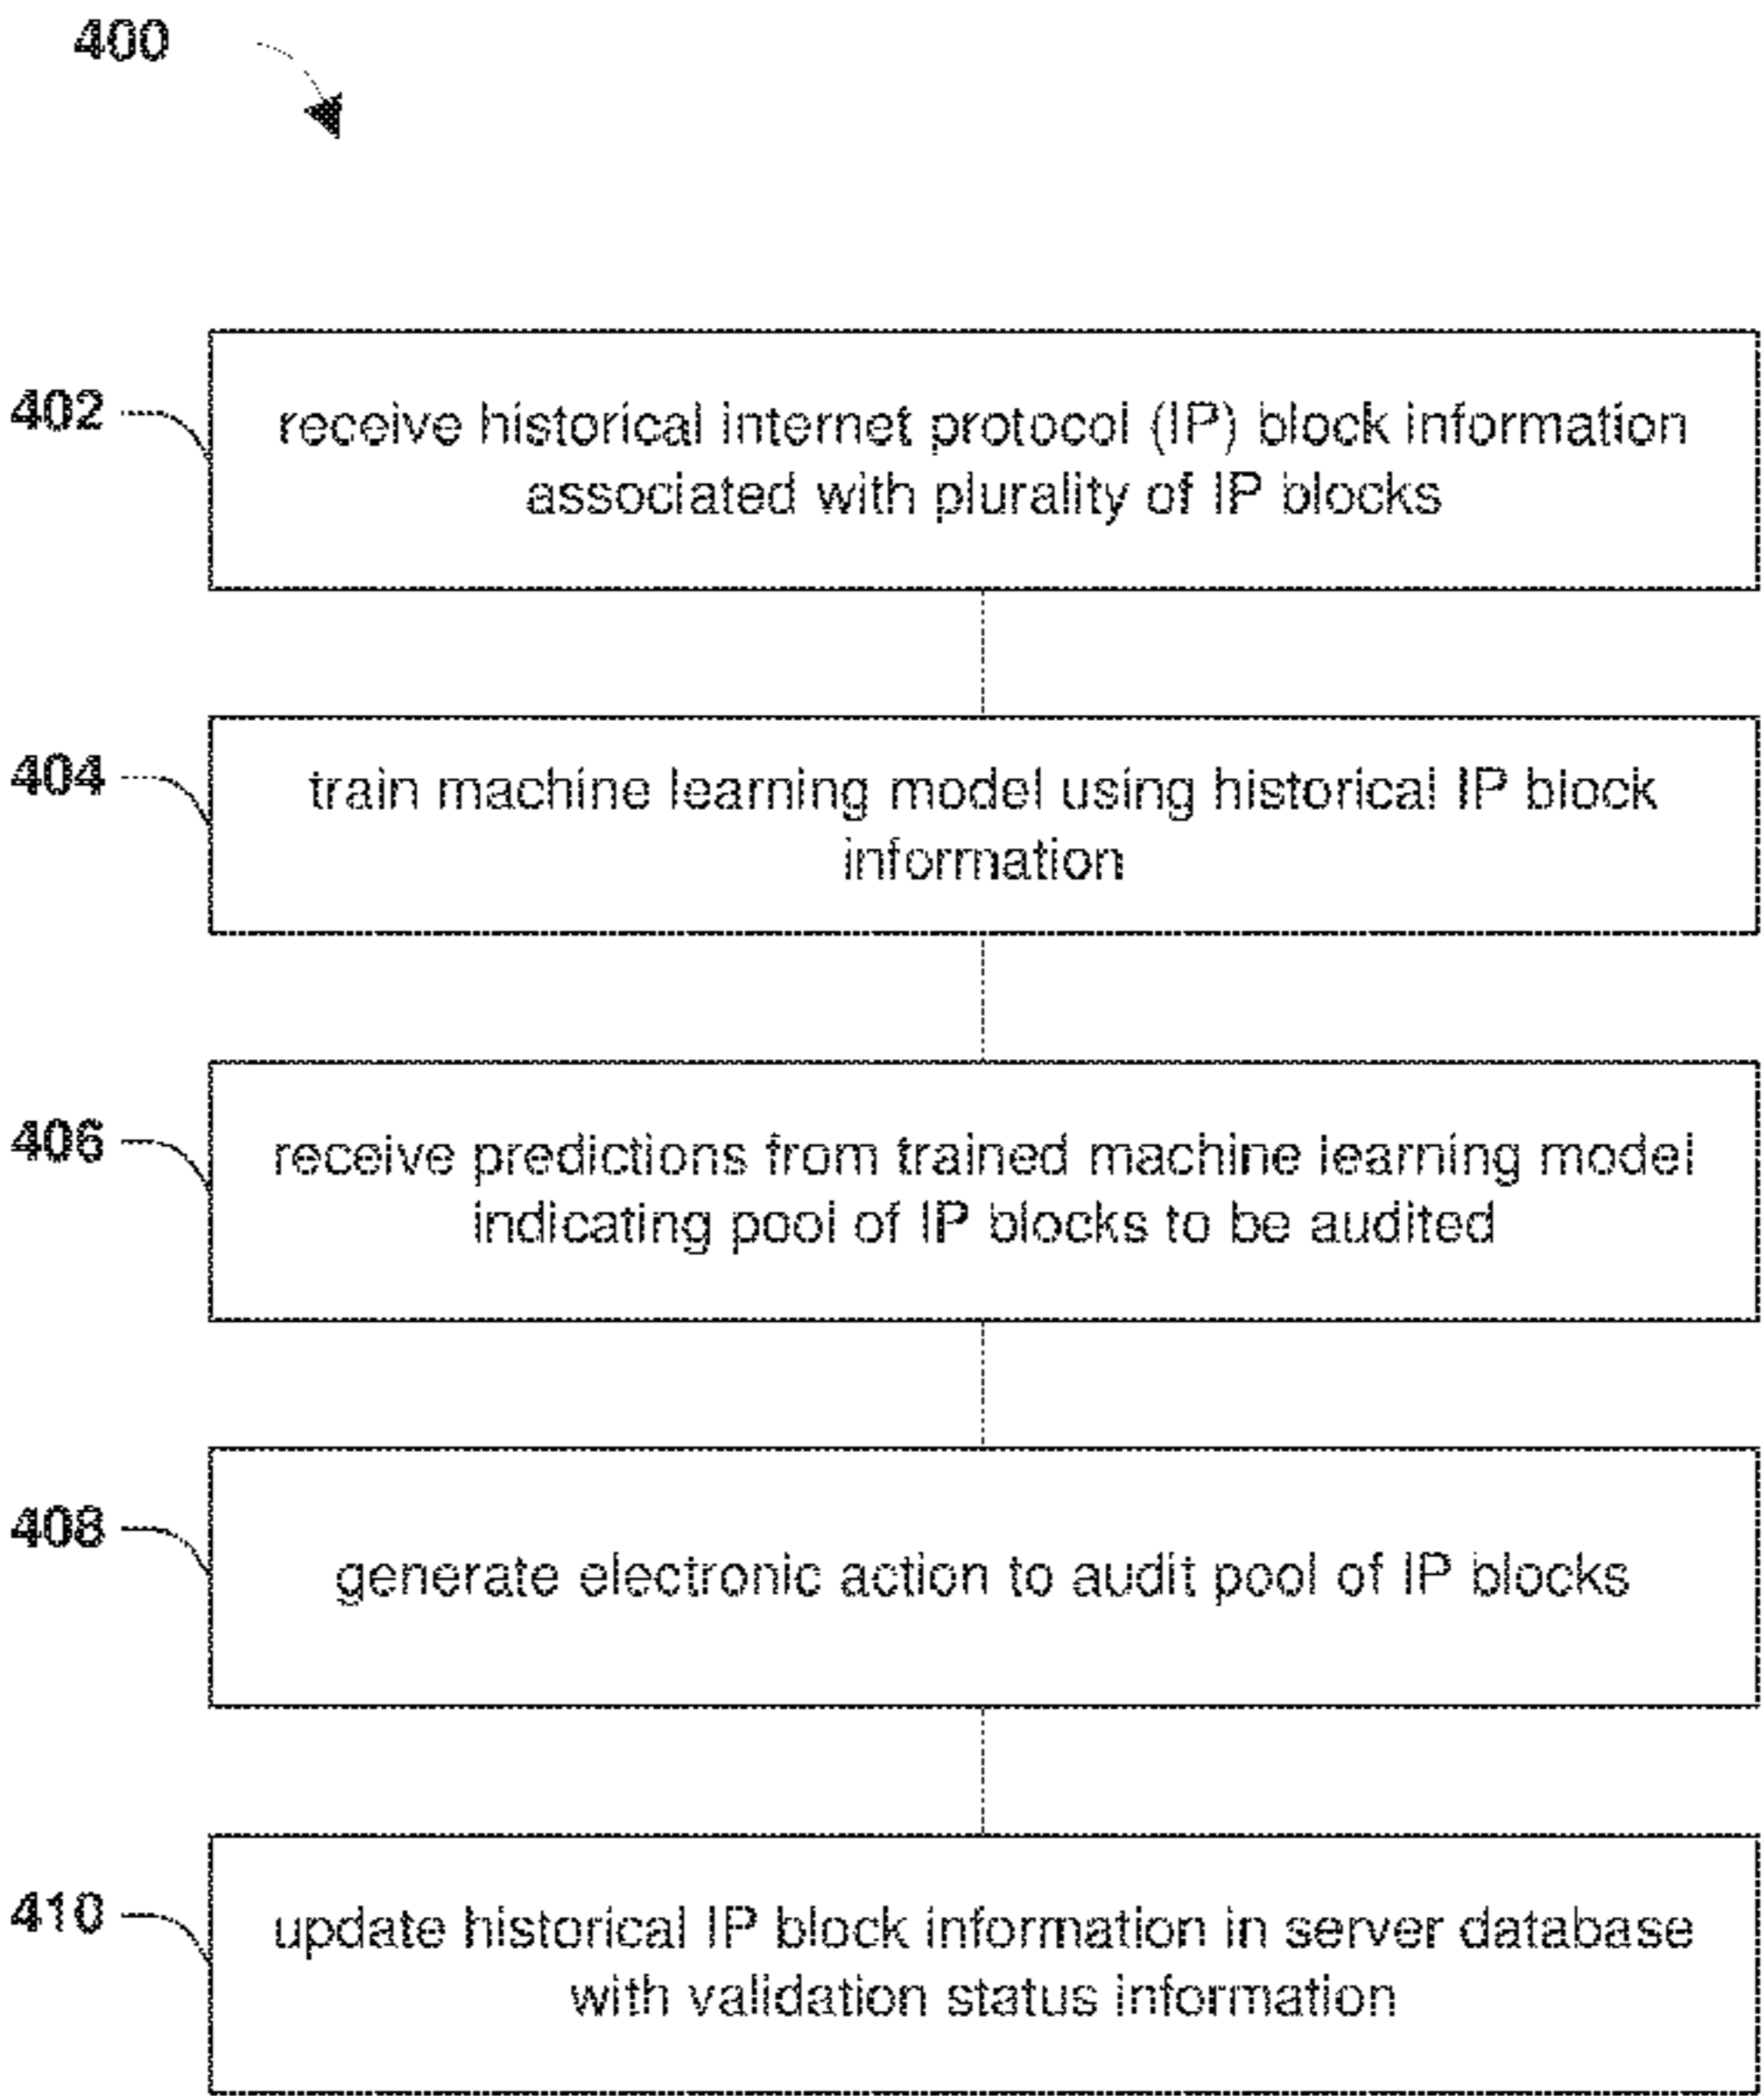 400
402
receive historical internet protocol (IP) block information
associated with plurality of IP blocks
404
train machine learning model using historical IP block
information
406
receive predictions from trained machine learning model
indicating pool of IP blocks to be audited
408
generate electronic action to audit pool of IP blocks
410
update historical IP block information in server database
with validation status information